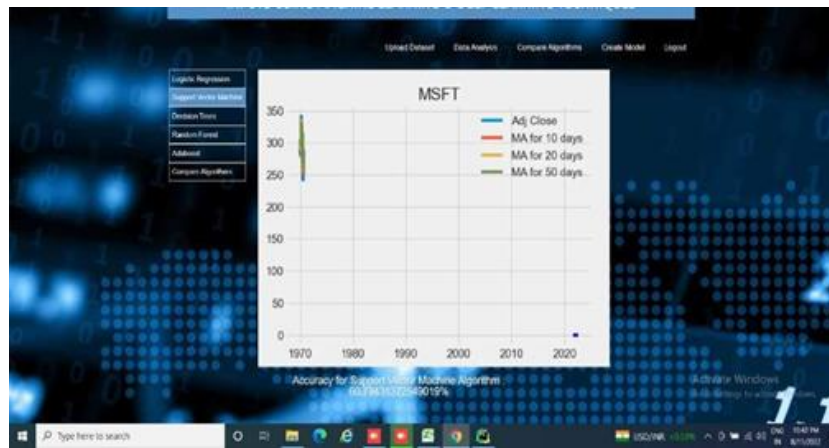 Upload Dataset Data Analysis Compare Algorithms Create Model Logout
Logistic Regression
Support Vector Machine
Decision Trees
Random Forest
Adaboost
Compare Algorithms
MSFT
Adj Close
MA for 10 days
MA for 20 days
MA for 50 days
350
300
250
200
150
100
50
0
1970 1980 1990 2000 2010 2020
Accuracy for Support Vector Machine Algorithm :
Activate Windows
Type here to search
USD/INR
ENG
IN